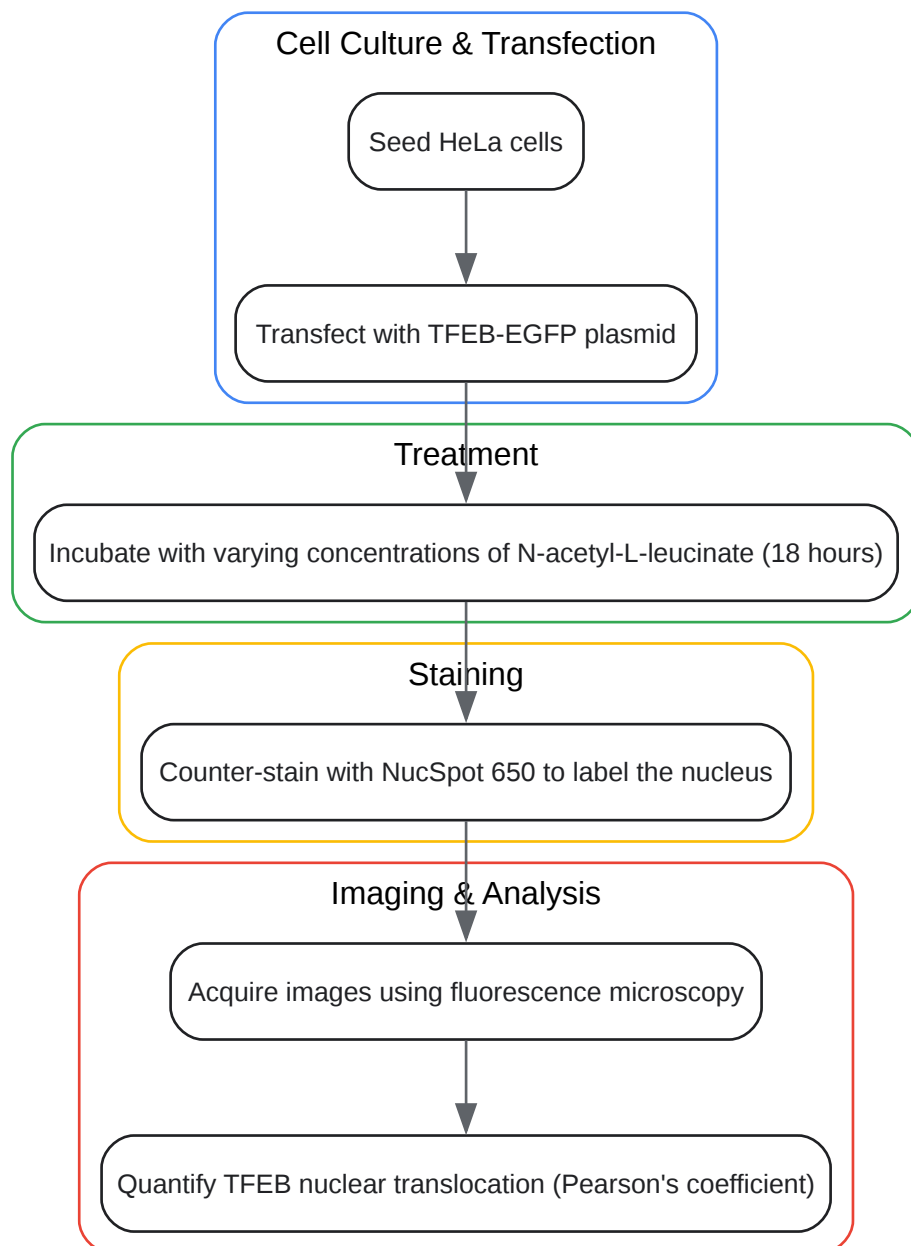 Cell Culture & Transfection
Seed HeLa cells
Transfect with TFEB-EGFP plasmid
Treatment
Incubate with varying concentrations of N-acetyl-L-leucinate (18 hours)
Staining
Counter-stain with NucSpot 650 to label the nucleus
Imaging & Analysis
Acquire images using fluorescence microscopy
Quantify TFEB nuclear translocation (Pearson's coefficient)